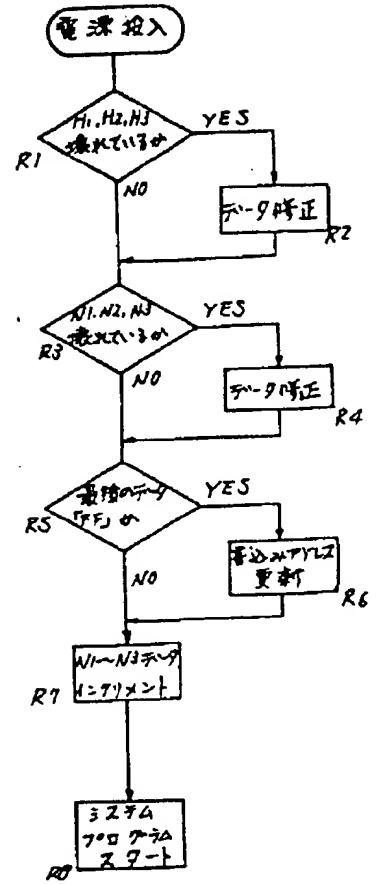 電源投入
H1,H2,H3
壊れているか
R1
YES
NO
データ修正
R2
N1,N2,N3
壊れているか
R3
YES
NO
データ修正
R4
最終のデータ
「FF」か
R5
YES
NO
書込みアドレス
更新
R6
N1〜N3データ
インクリメント
R7
システム
プログラム
スタート
R8